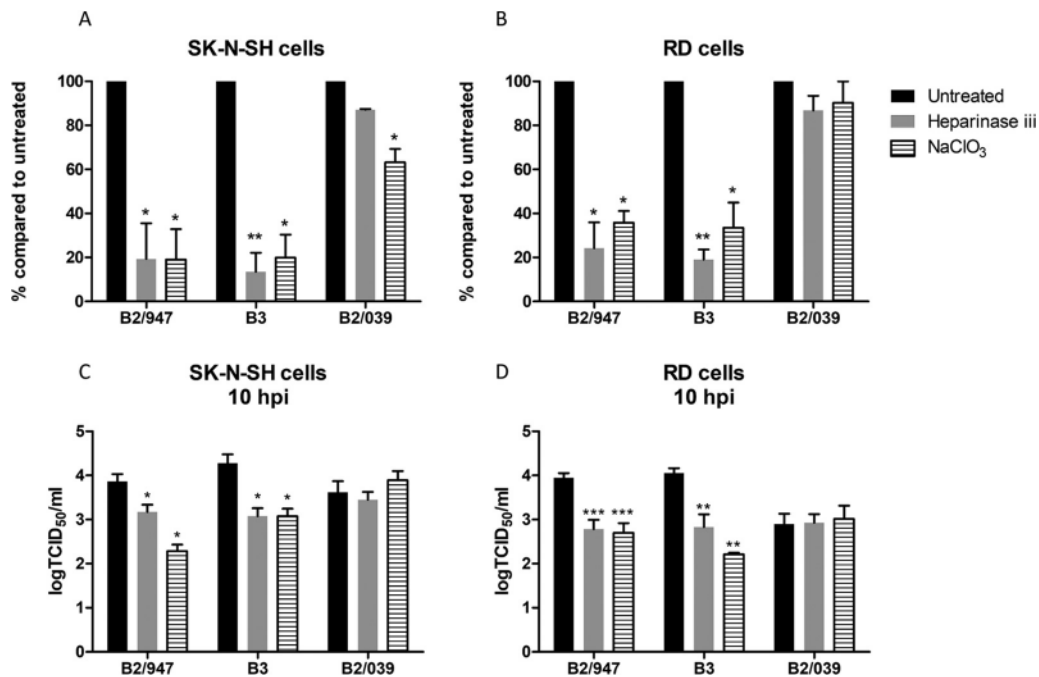 A
SK-N-SH cells
% compared to untreated
100
80
60
40
20
0
*
*
**
*
*
B2/947
B3
B2/039
B
RD cells
% compared to untreated
100
80
60
40
20
0
*
*
**
*
B2/947
B3
B2/039
Untreated
Heparinase iii
NaClO₃
C
SK-N-SH cells
10 hpi
logTCID₅₀/ml
5
4
3
2
1
0
*
*
*
*
B2/947
B3
B2/039
D
RD cells
10 hpi
logTCID₅₀/ml
5
4
3
2
1
0
***
***
**
**
B2/947
B3
B2/039